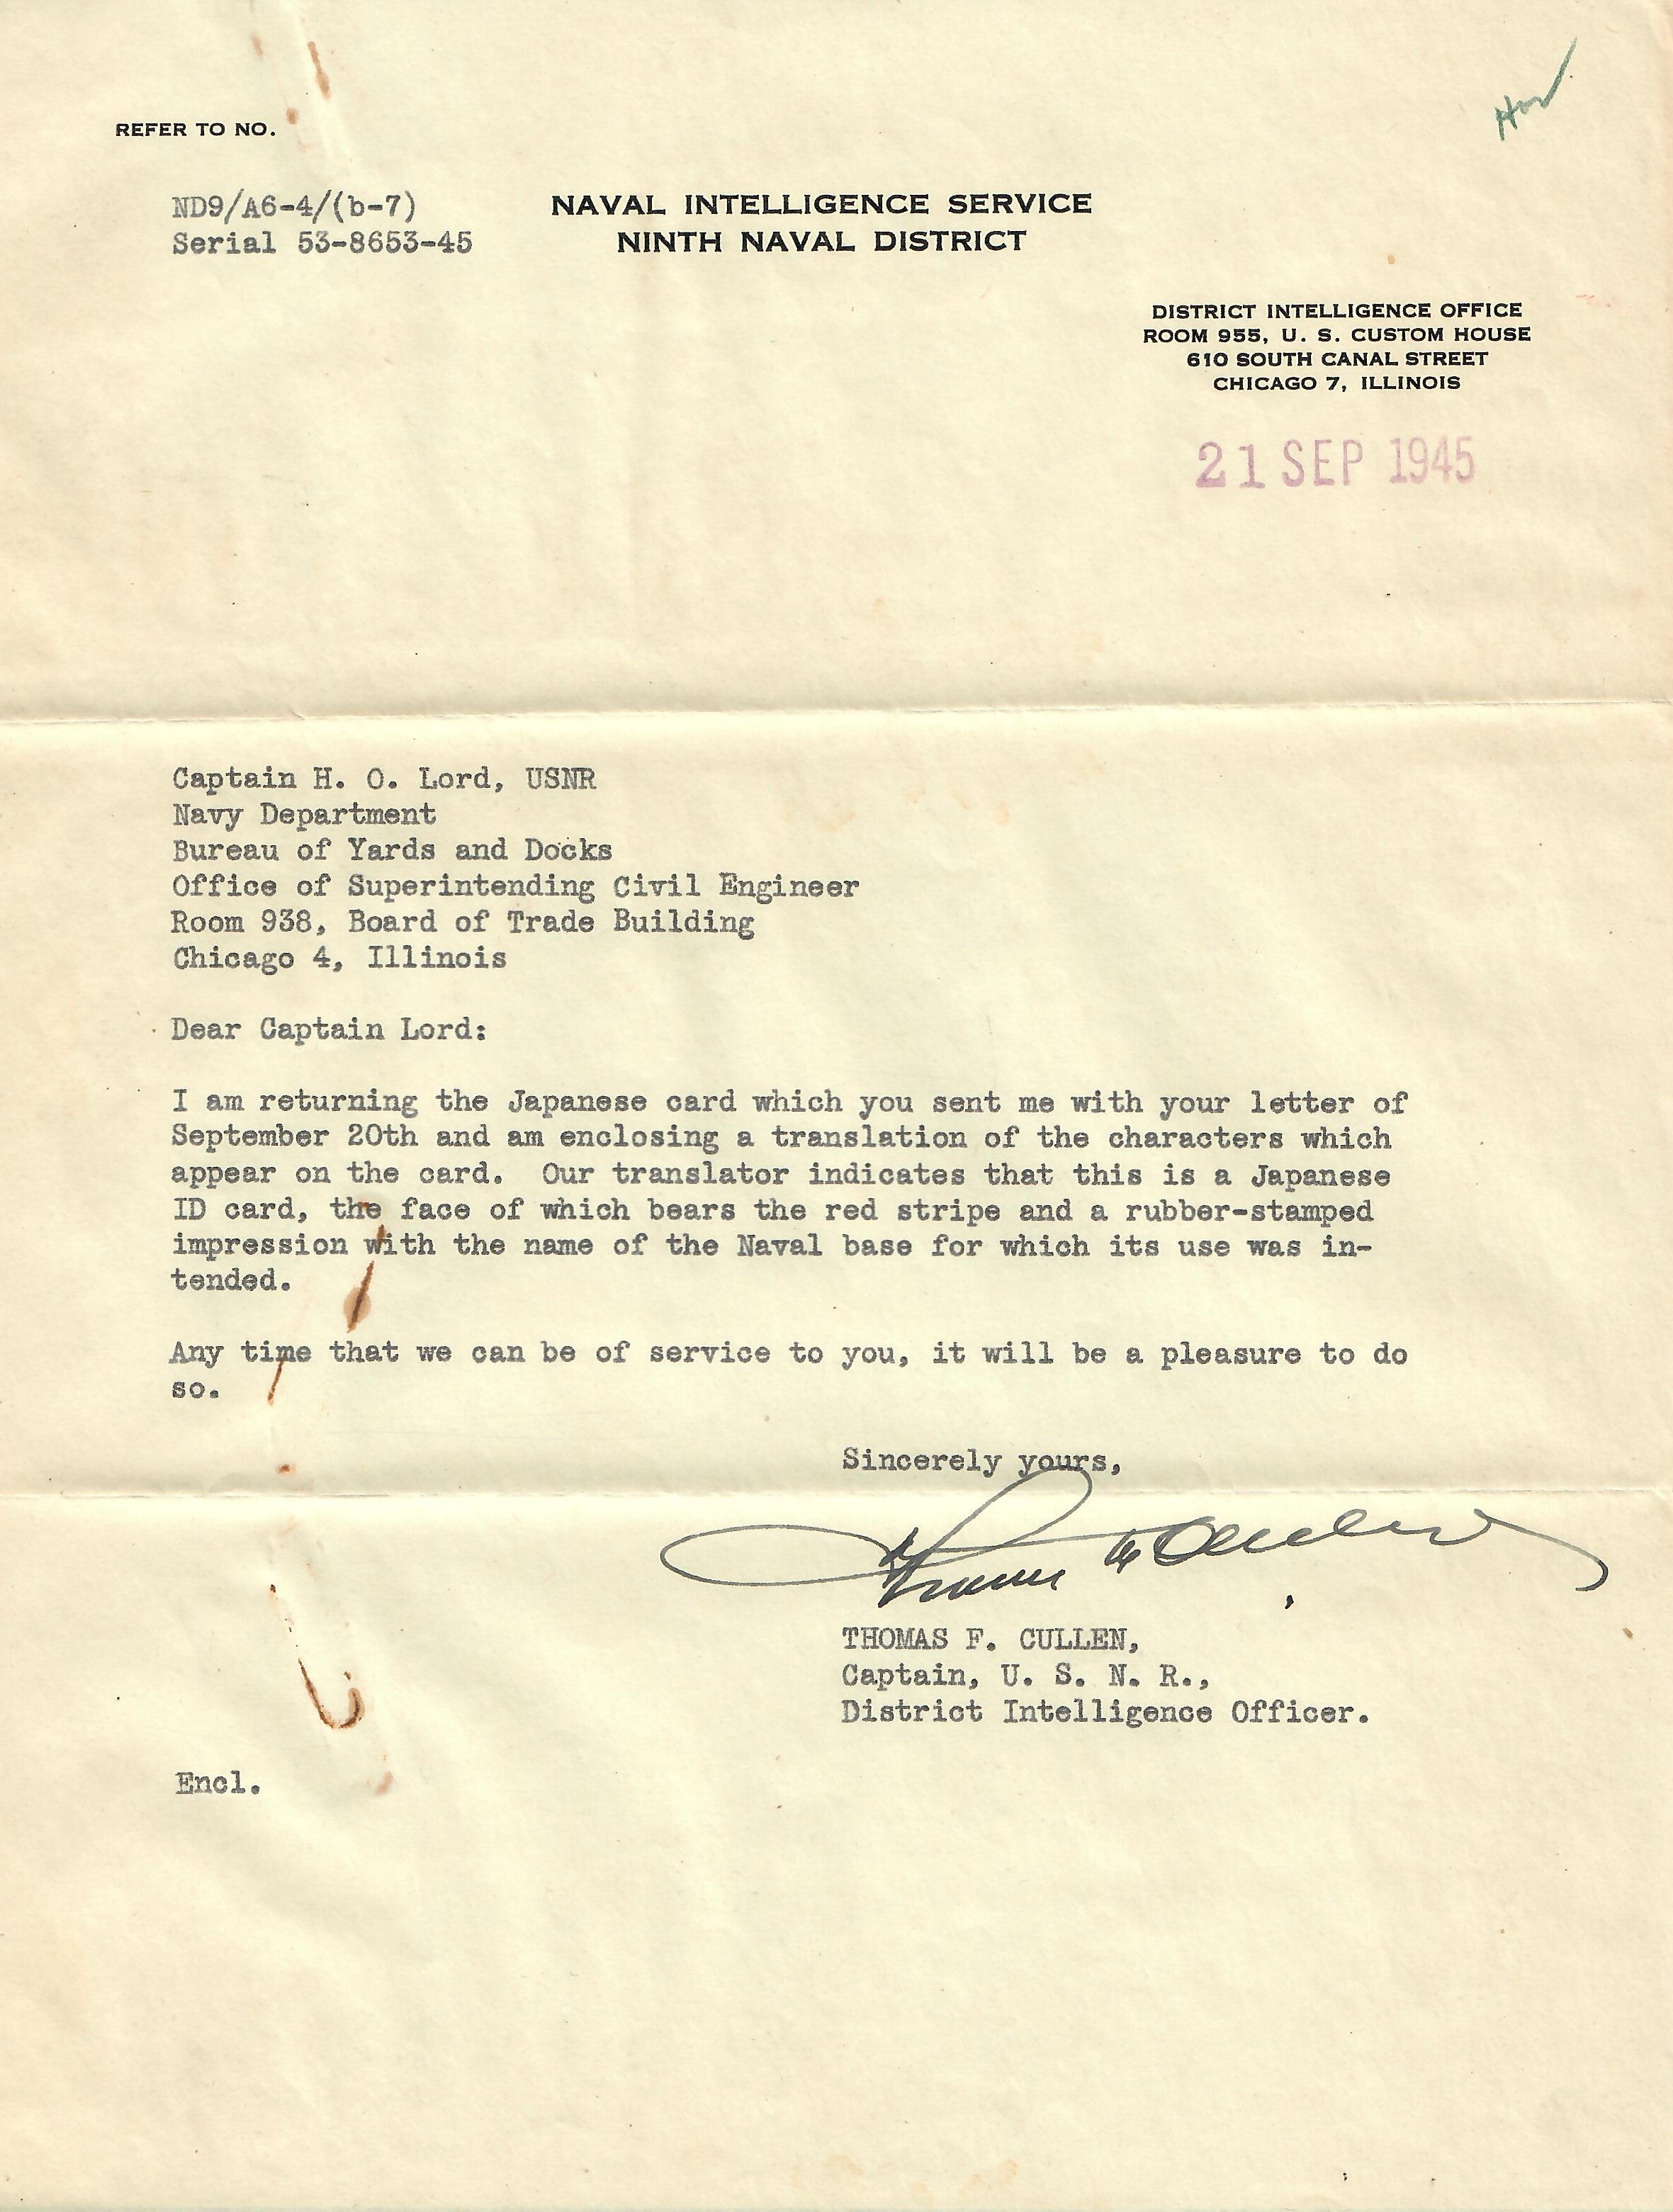 REFER TO NO.
ND9/A6-4/(b-7)
Serial 53-8653-45
NAVAL INTELLIGENCE SERVICE
NINTH NAVAL DISTRICT
DISTRICT INTELLIGENCE OFFICE
ROOM 955, U. S. CUSTOM HOUSE
610 SOUTH CANAL STREET
CHICAGO 7, ILLINOIS
21 SEP 1945
Captain H. O. Lord, USNR
Navy Department
Bureau of Yards and Docks
Office of Superintending Civil Engineer
Room 938, Board of Trade Building
Chicago 4, Illinois
Dear Captain Lord:
I am returning the Japanese card which you sent me with your letter of
September 20th and am enclosing a translation of the characters which
appear on the card. Our translator indicates that this is a Japanese
ID card, the face of which bears the red stripe and a rubber-stamped
impression with the name of the Naval base for which its use was in-
tended.
Any time that we can be of service to you, it will be a pleasure to do
so.
Sincerely yours,
THOMAS F. CULLEN,
Captain, U. S. N. R.,
District Intelligence Officer.
Encl.